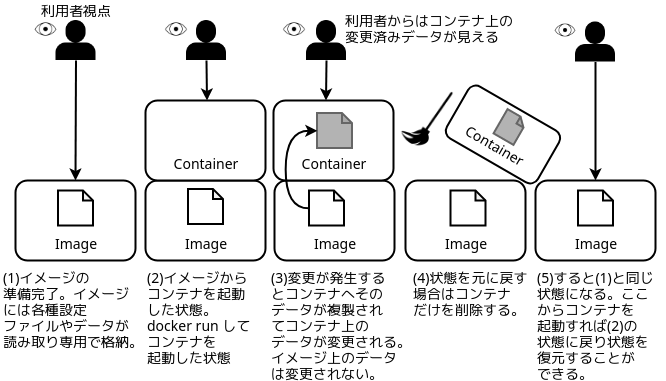 利用者視点
利用者からはコンテナ上の
変更済みデータが見える
Container
Container
Container
Image
Image
Image
Image
Image
(1)イメージの
準備完了。イメージ
には各種設定
ファイルやデータが
読み取り専用で格納。
(2)イメージから
コンテナを起動
した状態。
docker run して
コンテナを
起動した状態
(3)変更が発生する
とコンテナへその
データが複製され
てコンテナ上の
データが変更される。
イメージ上のデータ
は変更されない。
(4)状態を元に戻す
場合はコンテナ
だけを削除する。
(5)すると(1)と同じ
状態になる。ここ
からコンテナを
起動すれば(2)の
状態に戻り状態を
復元することが
できる。